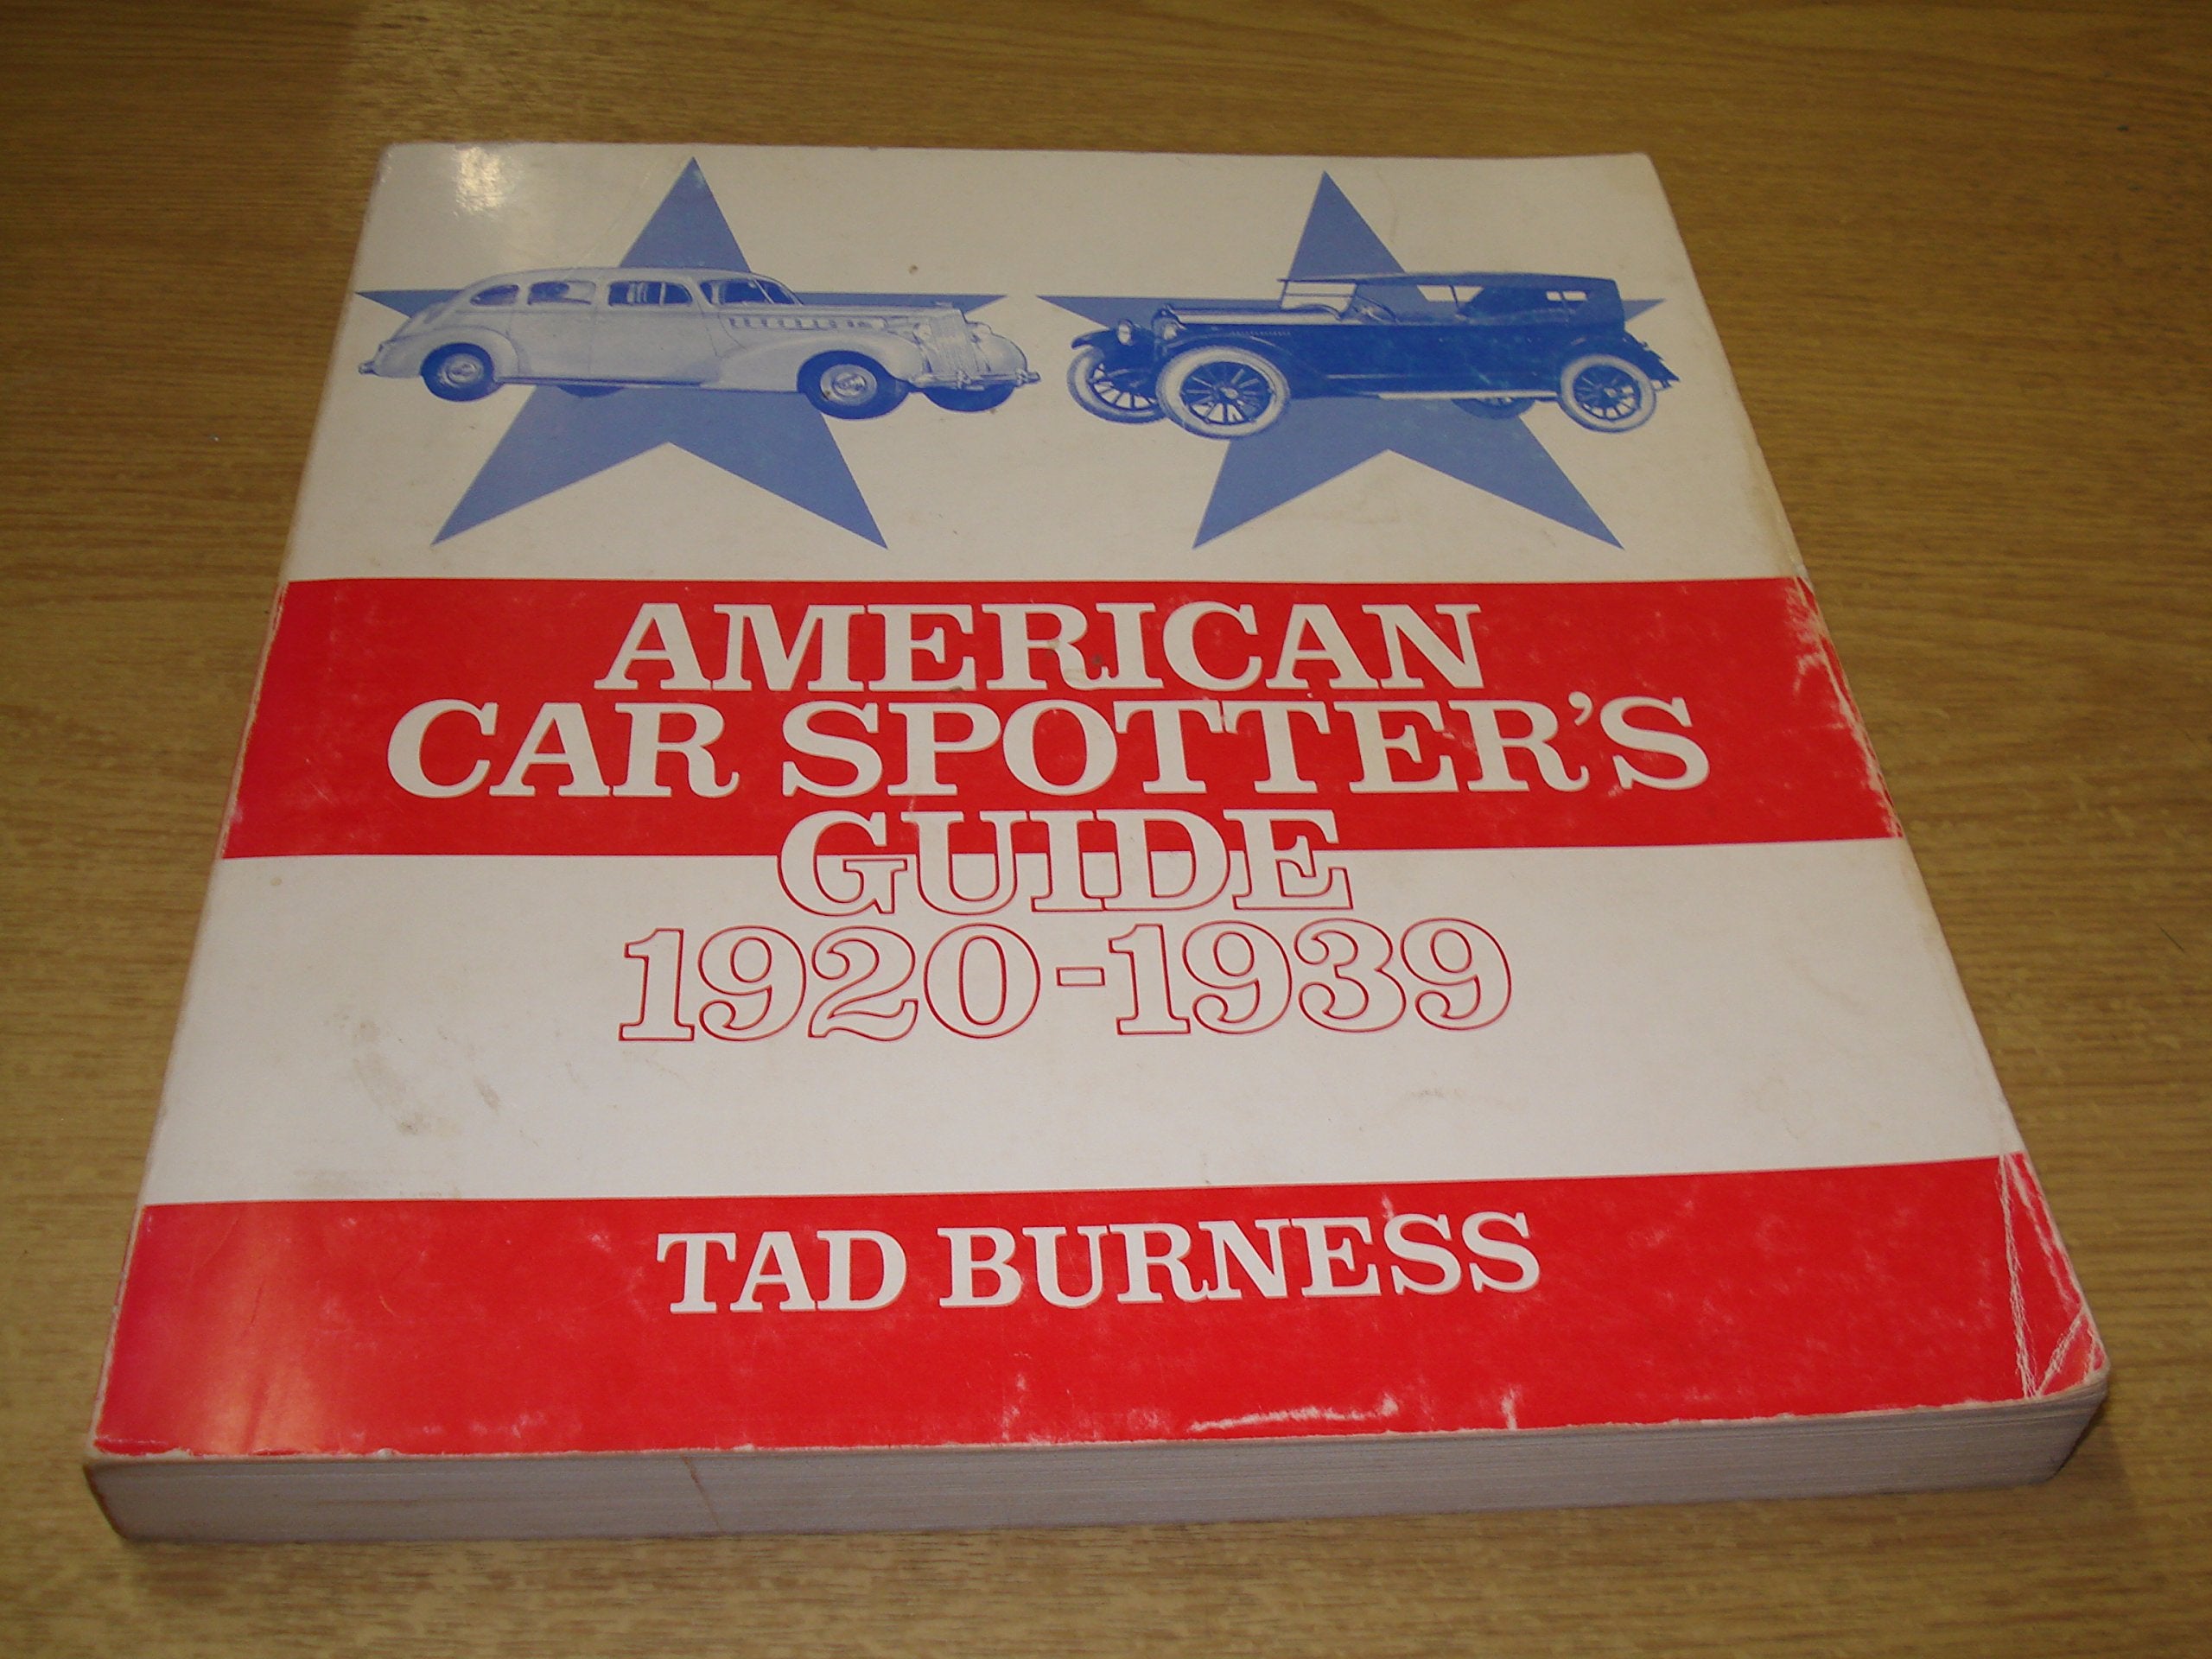 AMERICAN
CAR SPOTTER'S
GUIDE
1920-1939
TAD BURNESS